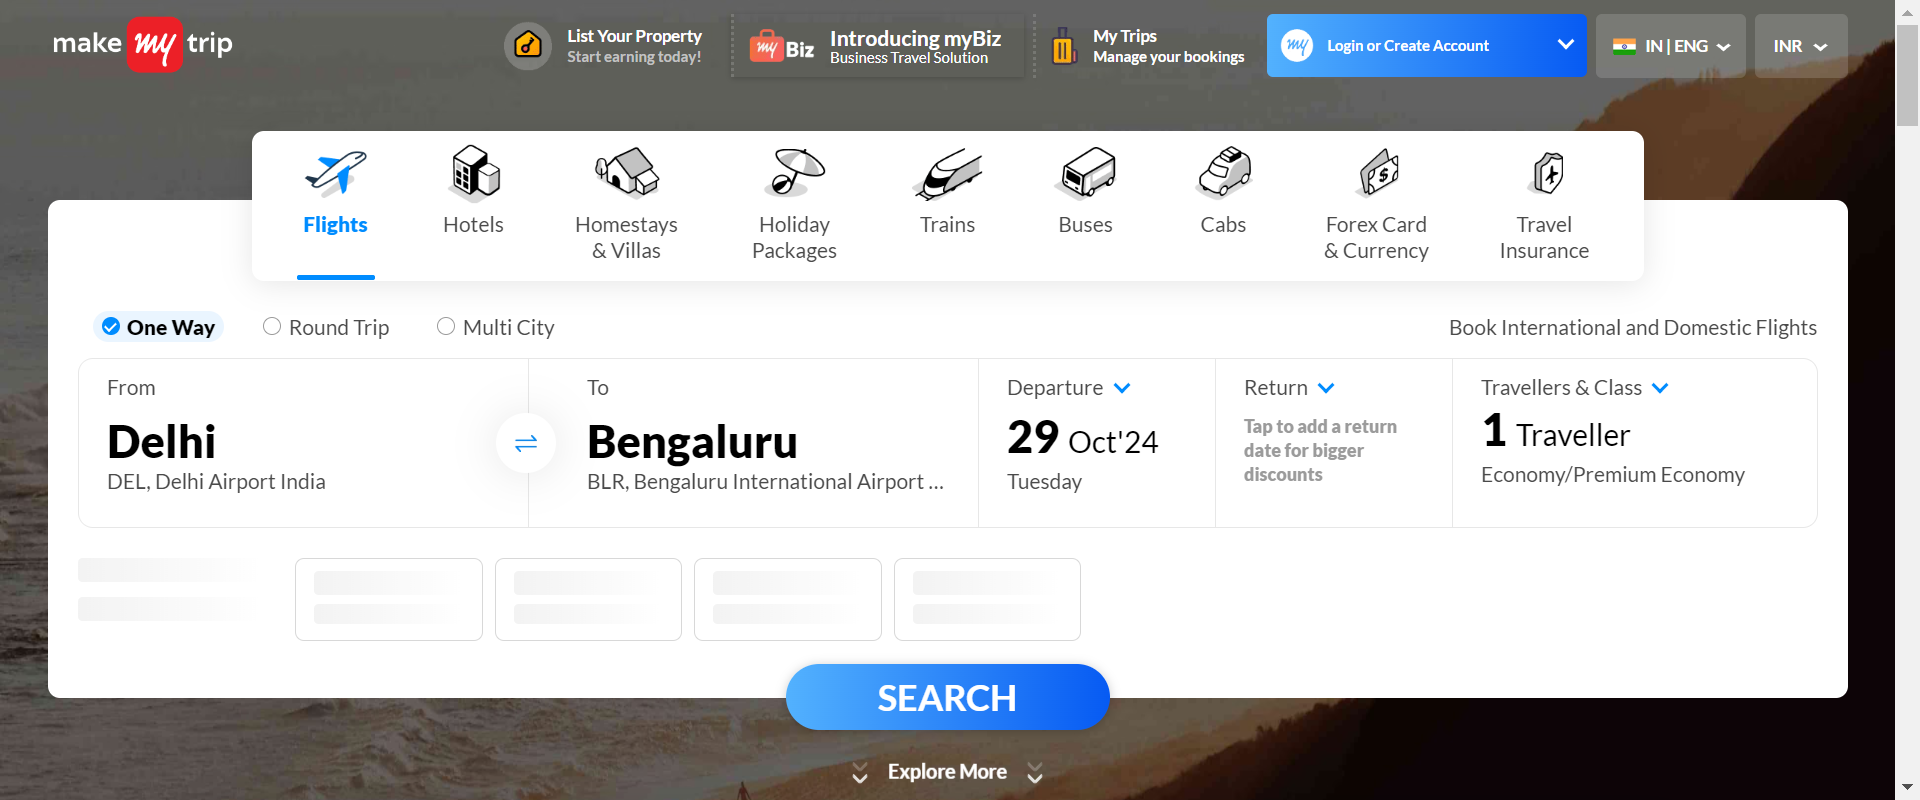 make my trip
List Your Property
Start earning today!
my Biz
Introducing myBiz
Business Travel Solution
My Trips
Manage your bookings
my
Login or Create Account
IN | ENG
INR
Flights
Hotels
Homestays
& Villas
Holiday
Packages
Trains
Buses
Cabs
Forex Card
& Currency
Travel
Insurance
One Way
Round Trip
Multi City
Book International and Domestic Flights
From
Delhi
DEL, Delhi Airport India
To
Bengaluru
BLR, Bengaluru International Airport ...
Departure
29 Oct'24
Tuesday
Return
Tap to add a return
date for bigger
discounts
Travellers & Class
1 Traveller
Economy/Premium Economy
SEARCH
Explore More